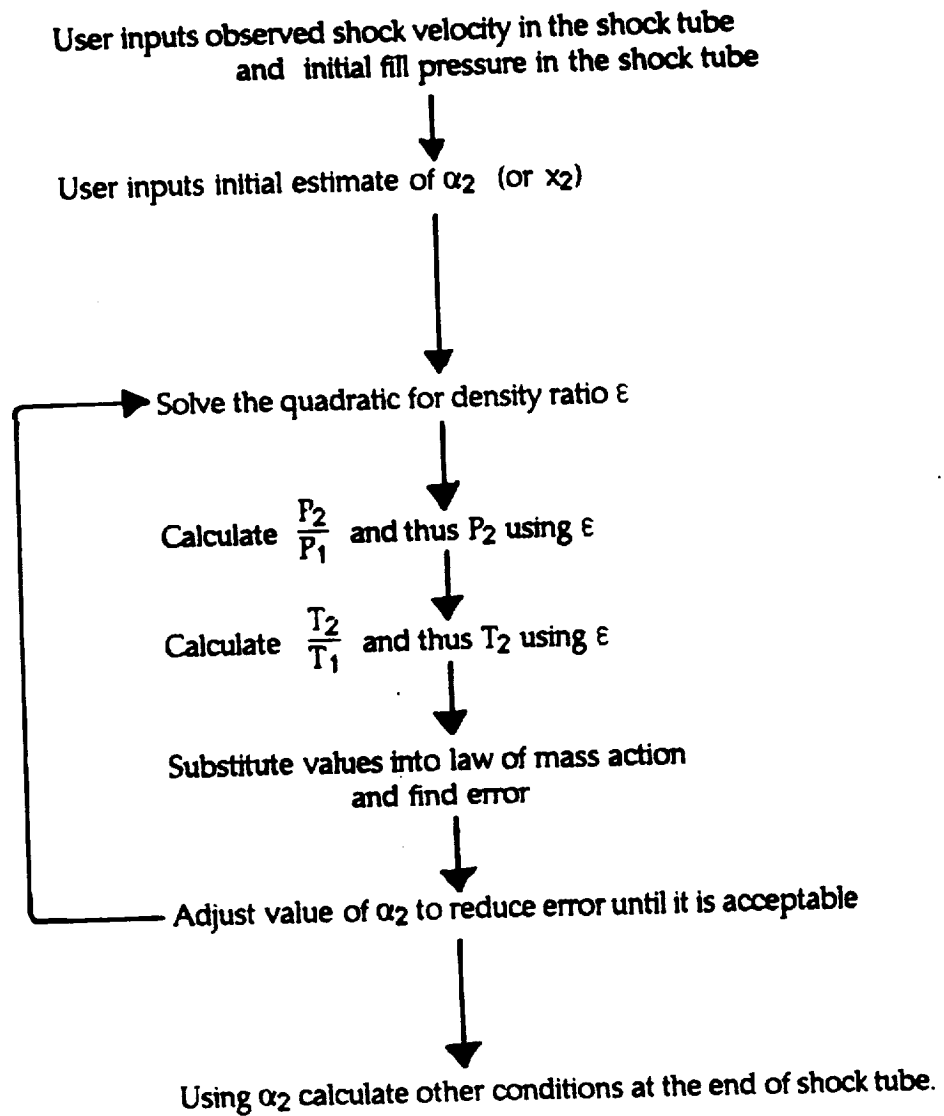 User inputs observed shock velocity in the shock tube
and initial fill pressure in the shock tube
User inputs initial estimate of α2 (or x2)
Solve the quadratic for density ratio ε
Calculate P2/P1 and thus P2 using ε
Calculate T2/T1 and thus T2 using ε
Substitute values into law of mass action
and find error
Adjust value of α2 to reduce error until it is acceptable
Using α2 calculate other conditions at the end of shock tube.